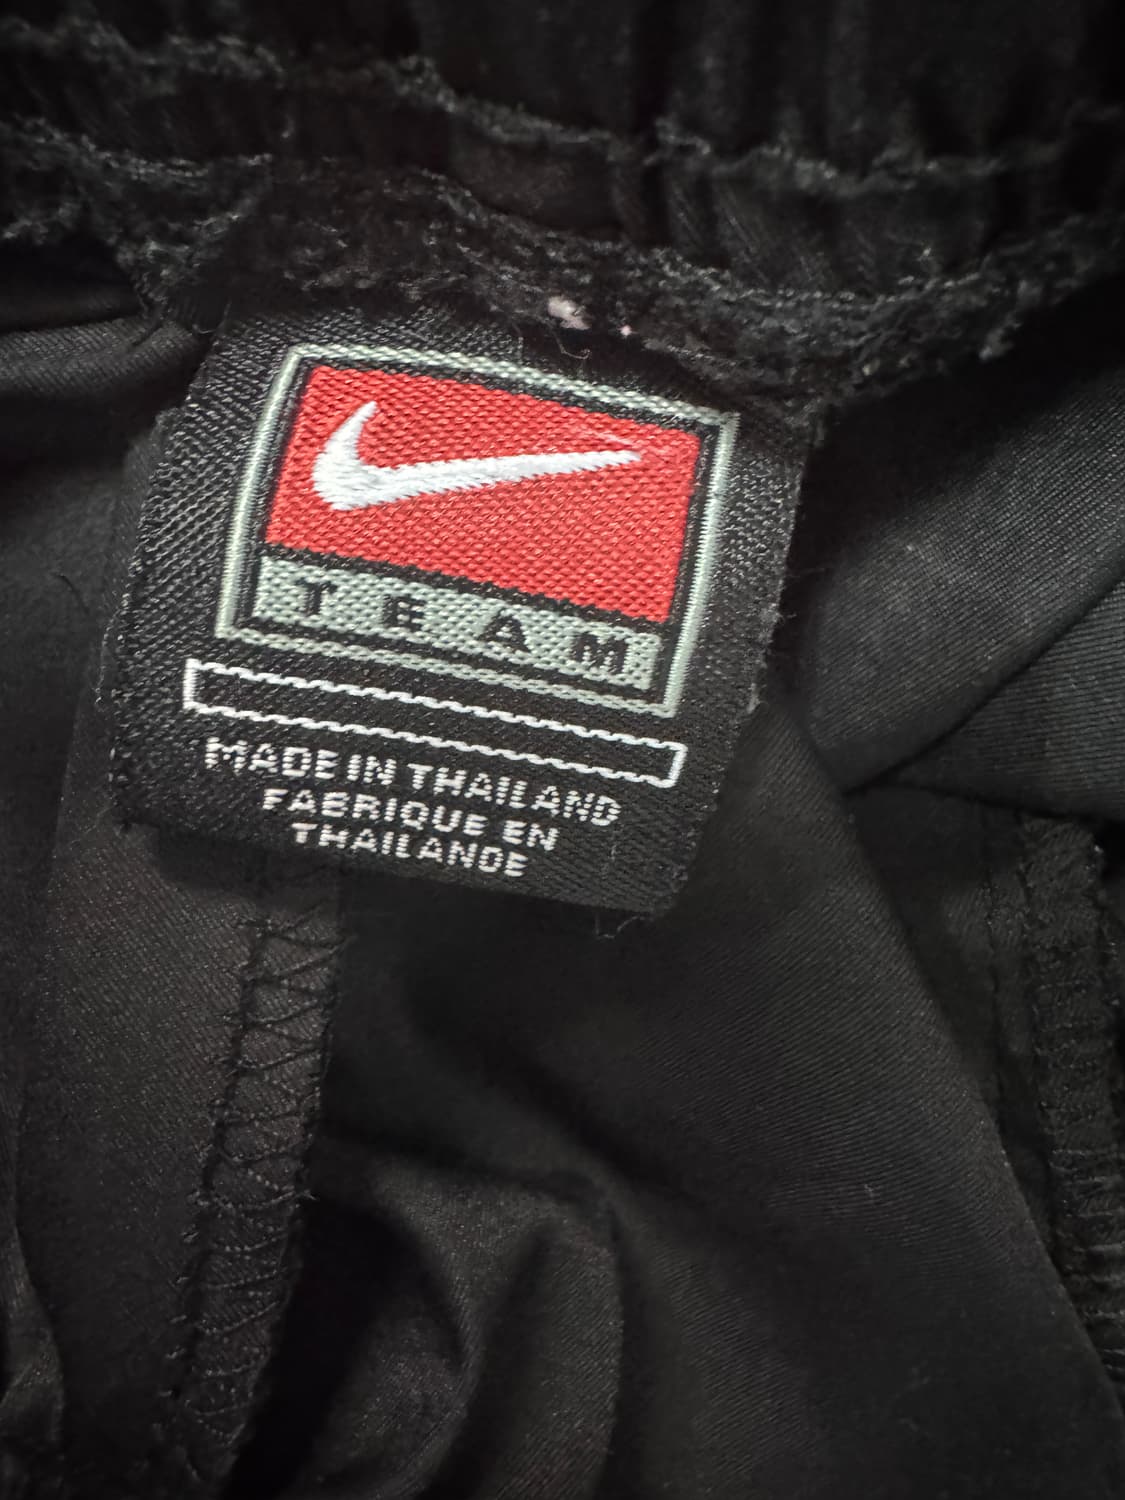 TEAM
MADE IN THAILAND
FABRIQUE EN
THAILANDE